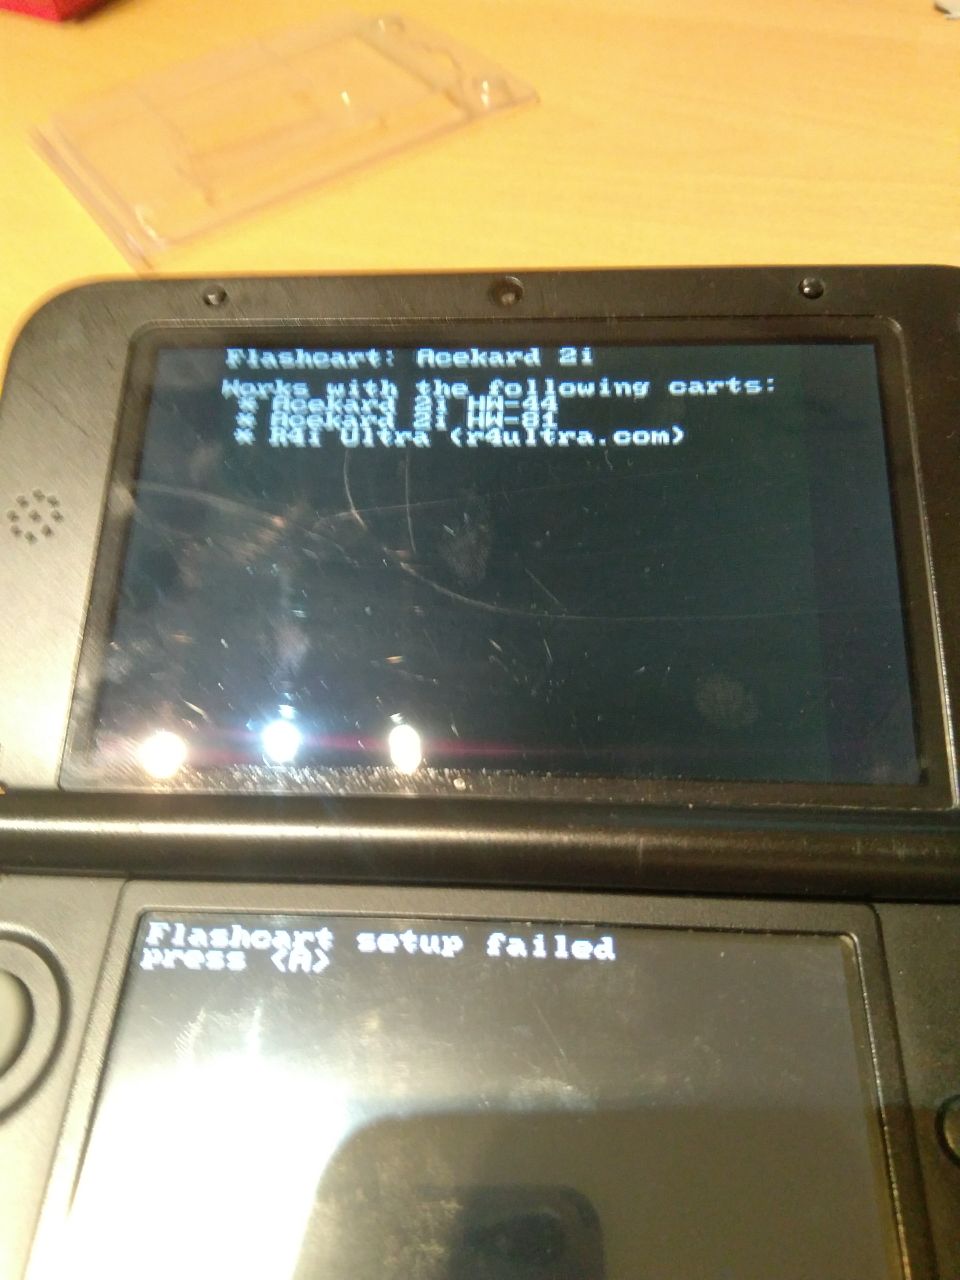 Flashcart: Acekard 2i
Works with the following carts:
* Acekard 2i HW-44
* Acekard 2i HW-81
* R4i Ultra (r4ultra.com)
Flashcart setup failed
press <A>